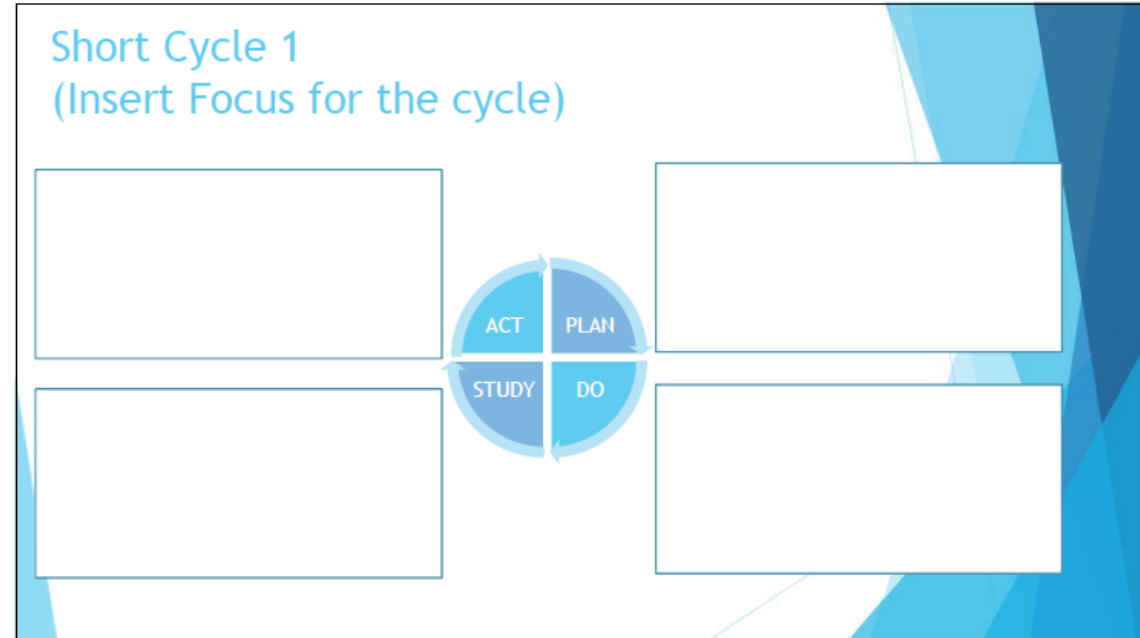 Short Cycle 1
(Insert Focus for the cycle)
ACT
PLAN
STUDY
DO